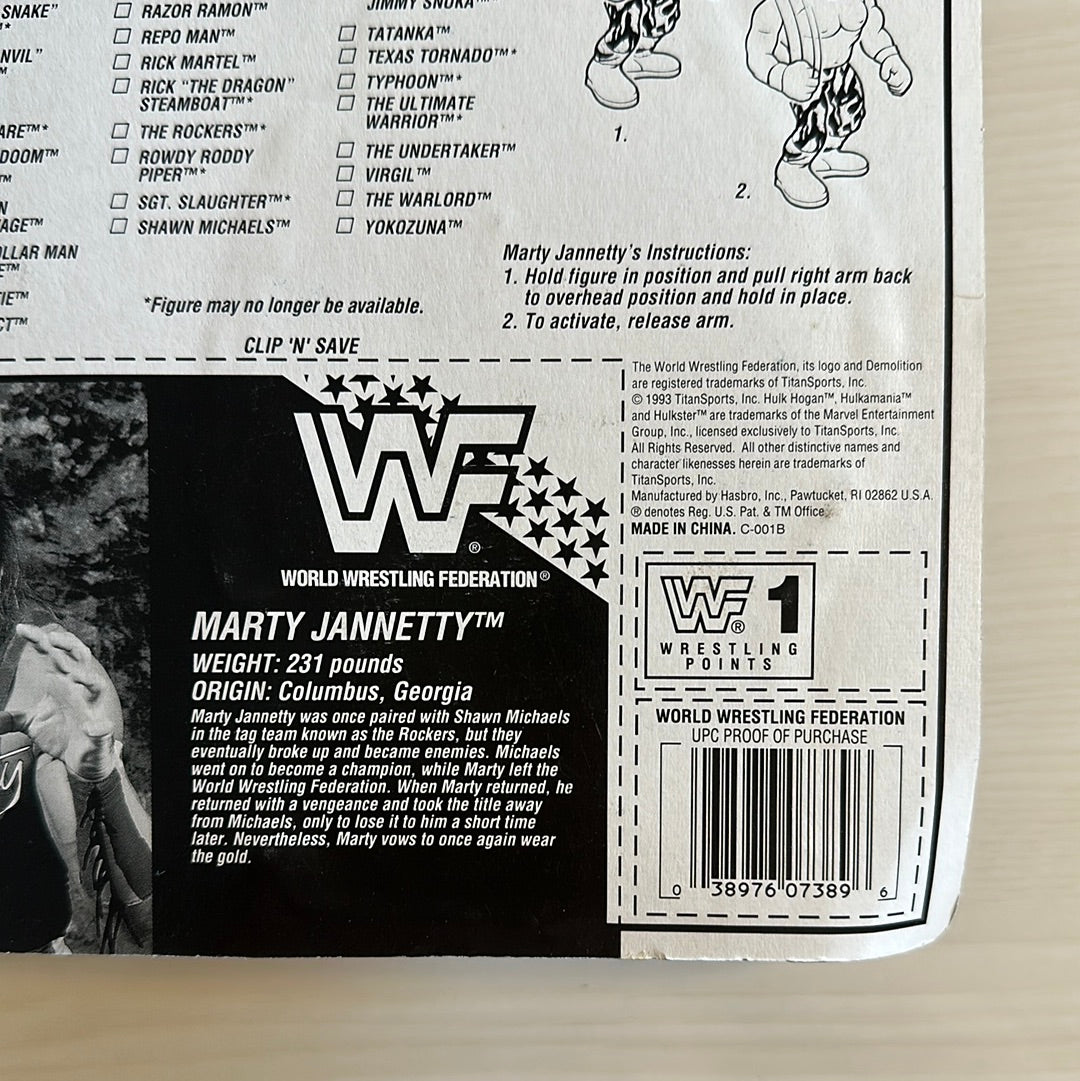 SNAKE”
NVIL”
ARE™*
DOOM™
AGE™
LLAR MAN
☐ RAZOR RAMON™
☐ REPO MAN™
☐ RICK MARTEL™
☐ RICK “THE DRAGON”
STEAMBOAT™*
☐ THE ROCKERS™*
☐ ROWDY RODDY
PIPER™*
☐ SGT. SLAUGHTER™*
☐ SHAWN MICHAELS™
JIMMY SNUKA™*
☐ TATANKA™
☐ TEXAS TORNADO™*
☐ TYPHOON™*
☐ THE ULTIMATE
WARRIOR™*
☐ THE UNDERTAKER™
☐ VIRGIL™
☐ THE WARLORD™
☐ YOKOZUNA™
*Figure may no longer be available.
1.
2.
Marty Jannetty's Instructions:
1. Hold figure in position and pull right arm back
to overhead position and hold in place.
2. To activate, release arm.
CLIP 'N' SAVE
WF®
WORLD WRESTLING FEDERATION®
MARTY JANNETTY™
WEIGHT: 231 pounds
ORIGIN: Columbus, Georgia
Marty Jannetty was once paired with Shawn Michaels
in the tag team known as the Rockers, but they
eventually broke up and became enemies. Michaels
went on to become a champion, while Marty left the
World Wrestling Federation. When Marty returned, he
returned with a vengeance and took the title away
from Michaels, only to lose it to him a short time
later. Nevertheless, Marty vows to once again wear
the gold.
The World Wrestling Federation, its logo and Demolition
are registered trademarks of TitanSports, Inc.
© 1993 TitanSports, Inc. Hulk Hogan™, Hulkamania™
and Hulkster™ are trademarks of the Marvel Entertainment
Group, Inc., licensed exclusively to TitanSports, Inc.
All Rights Reserved. All other distinctive names and
character likenesses herein are trademarks of
TitanSports, Inc.
Manufactured by Hasbro, Inc., Pawtucket, RI 02862 U.S.A.
® denotes Reg. U.S. Pat. & TM Office.
MADE IN CHINA. C-001B
WF® 1
WRESTLING
POINTS
WORLD WRESTLING FEDERATION
UPC PROOF OF PURCHASE
0 38976 07389 6